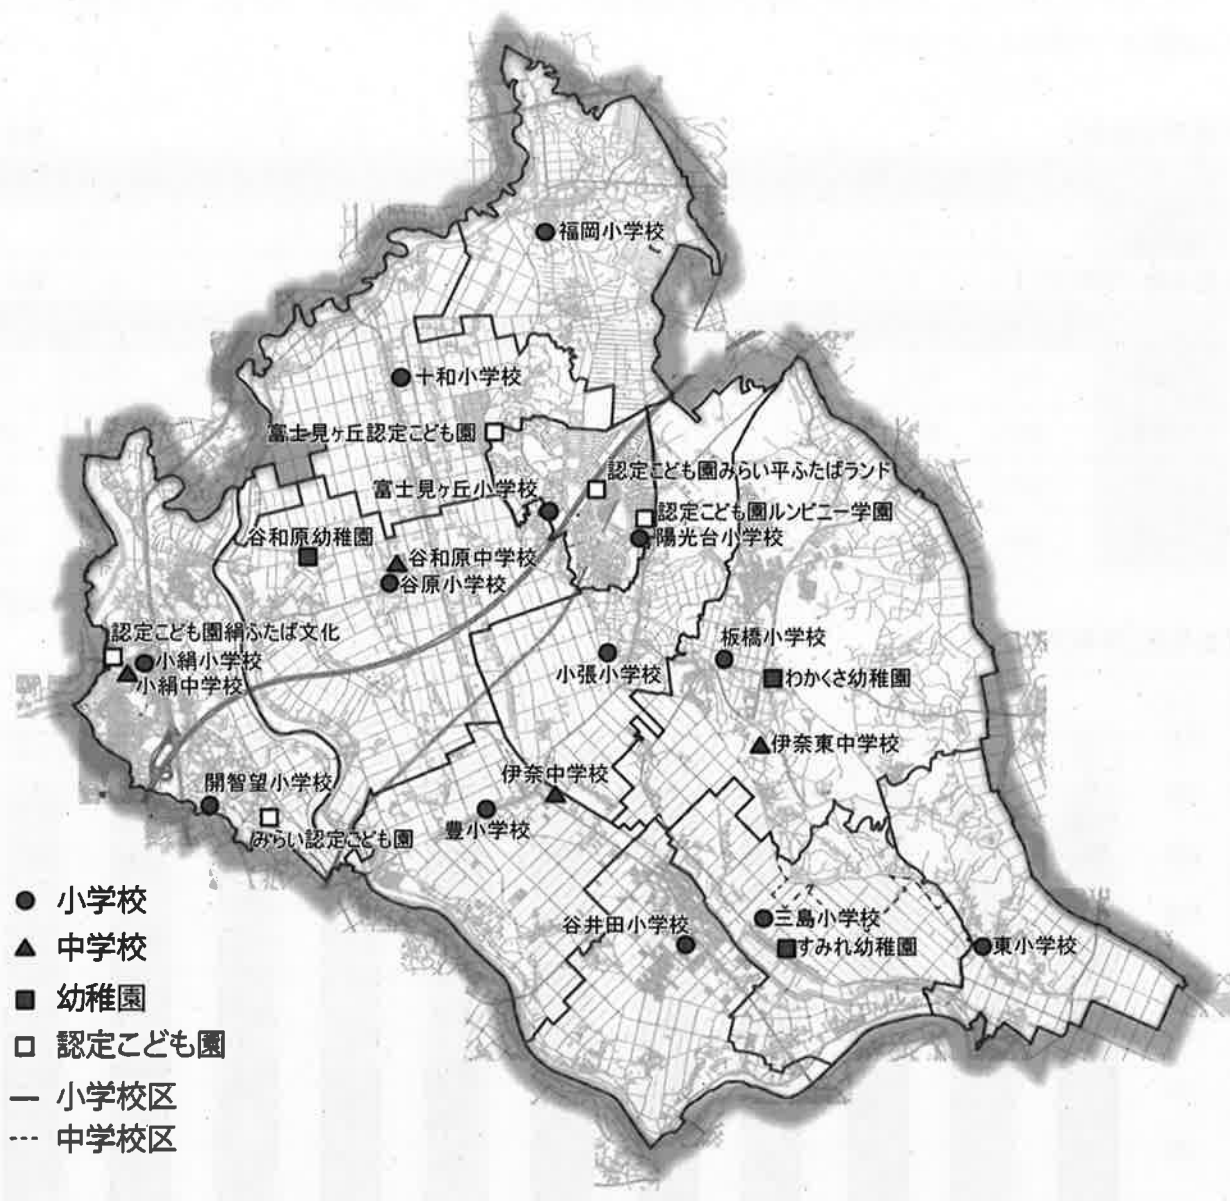 福岡小学校
十和小学校
富士見ヶ丘認定こども園
認定こども園みらい平ふたばランド
富士見ヶ丘小学校
認定こども園ルンビニー学園
陽光台小学校
谷和原幼稚園
谷和原中学校
谷原小学校
認定こども園絹ふたば文化
小絹小学校
小絹中学校
小張小学校
板橋小学校
わかくさ幼稚園
伊奈東中学校
開智望小学校
伊奈中学校
みらい認定こども園
豊小学校
谷井田小学校
三島小学校
すみれ幼稚園
東小学校
小学校
中学校
幼稚園
認定こども園
小学校区
中学校区